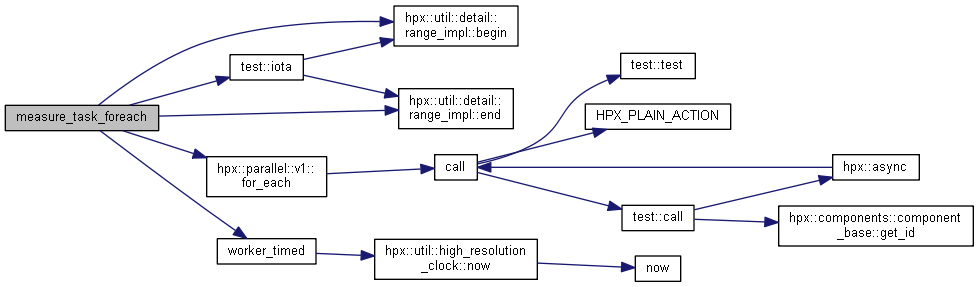 measure_task_foreach
hpx::util::detail::
range_impl::begin
test::iota
hpx::util::detail::
range_impl::end
hpx::parallel::v1::
for_each
worker_timed
call
hpx::util::high_resolution
_clock::now
now
test::test
HPX_PLAIN_ACTION
test::call
hpx::async
hpx::components::component
_base::get_id